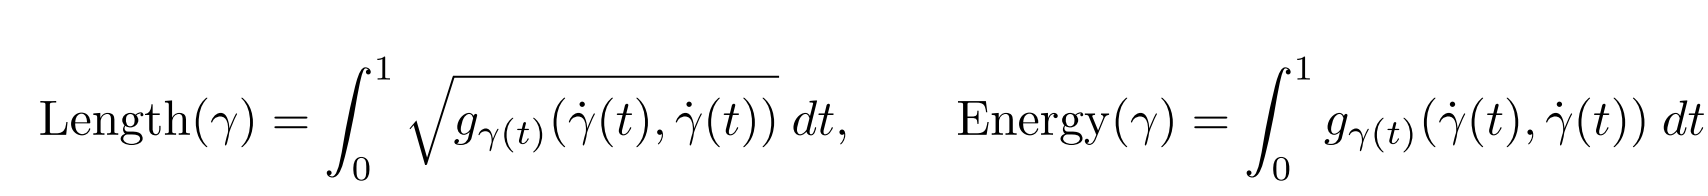 Length(γ) = ∫₀¹ √(g_{γ(t)}(γ̇(t), γ̇(t))) dt, Energy(γ) = ∫₀¹ g_{γ(t)}(γ̇(t), γ̇(t)) dt